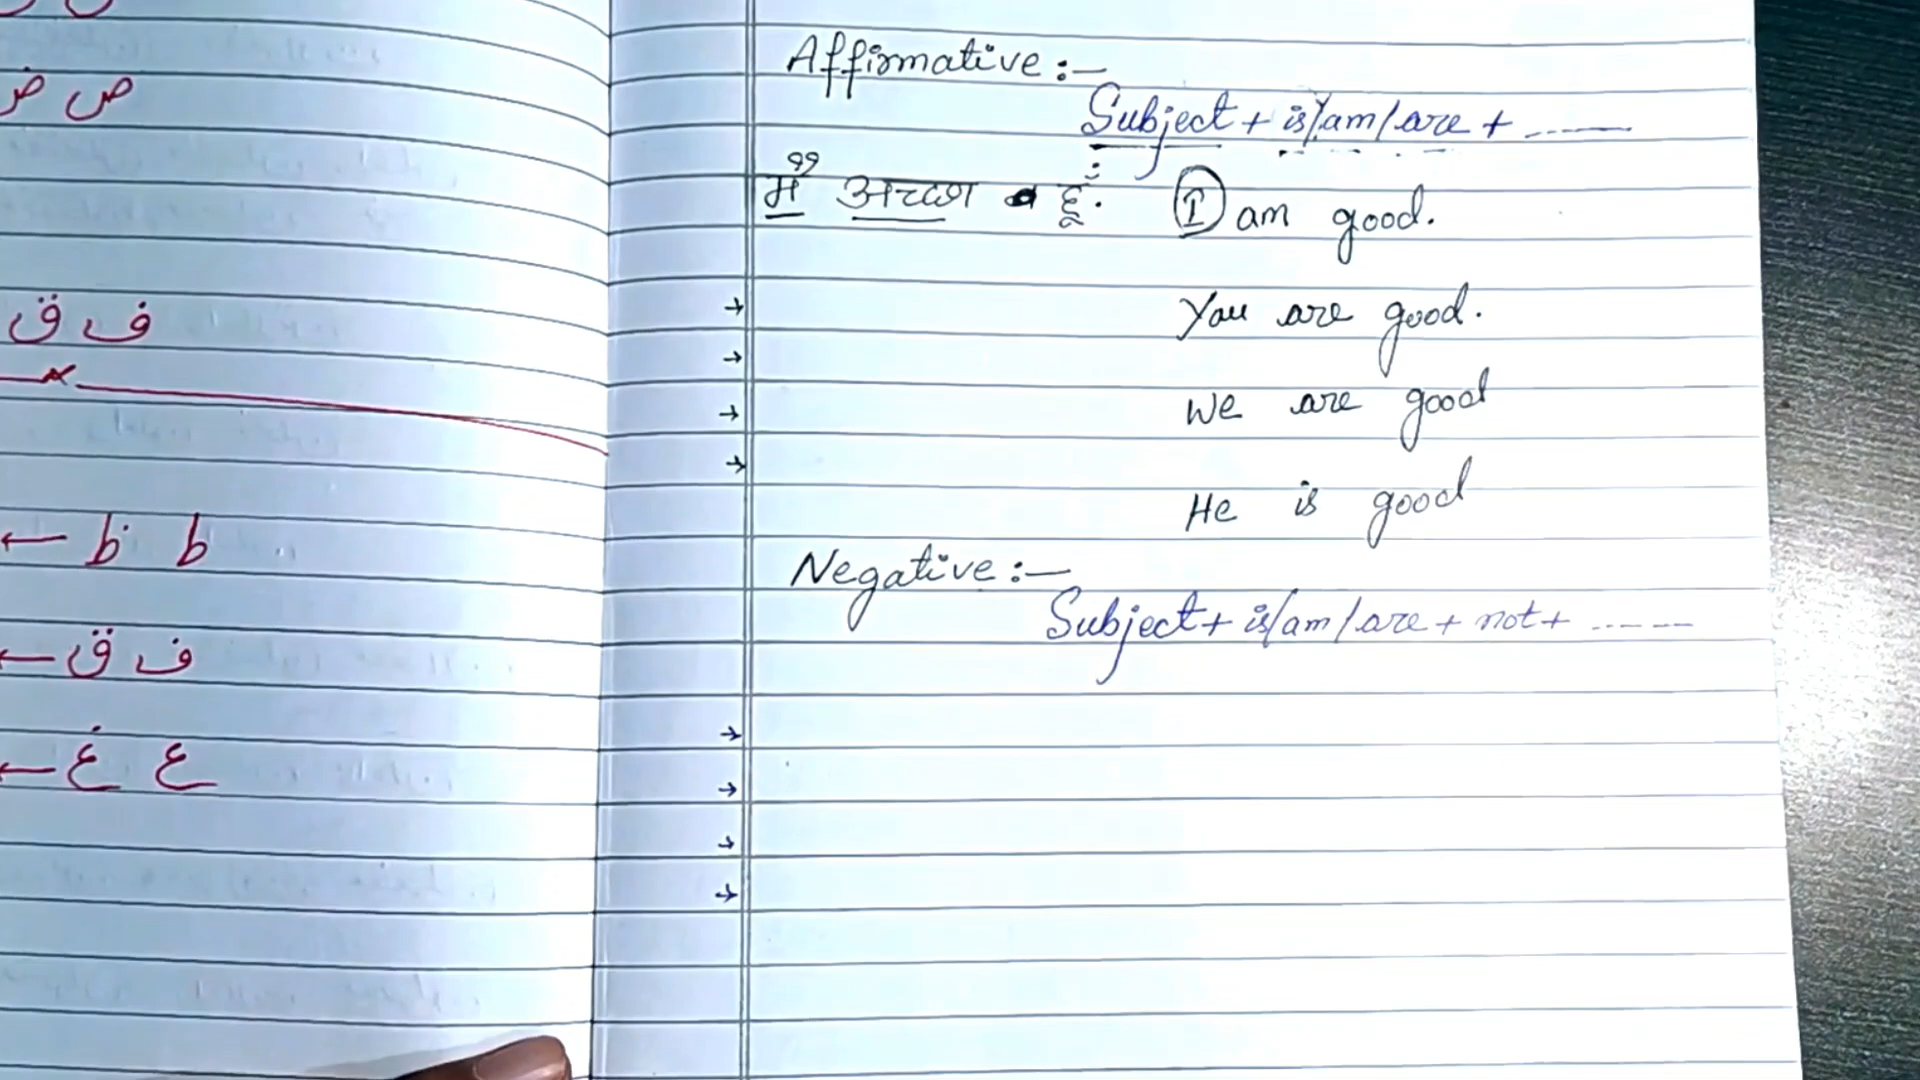 ص ض
ف ق
ط ظ ←
ف ق ←
ع غ ←
Affirmative :-
Subject + is/am/are + ......
मैं अच्छा हूँ. I am good.
You are good.
We are good
He is good
Negative :-
Subject + is/am/are + not + ......